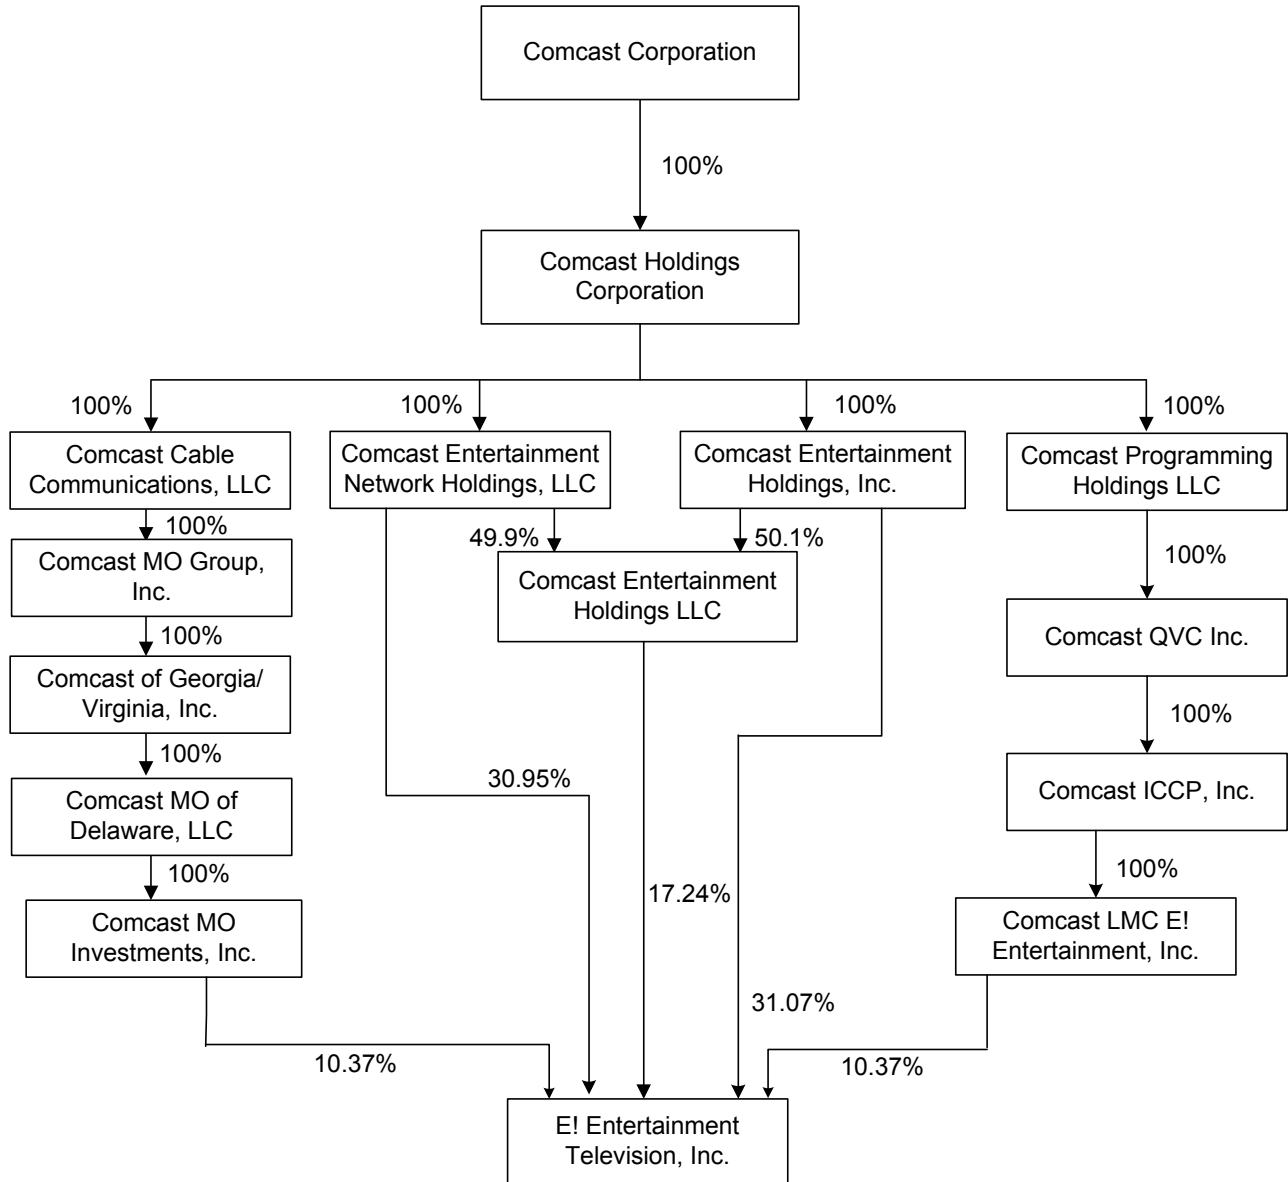 Comcast Corporation
100%
Comcast Holdings
Corporation
100%
100%
100%
100%
Comcast Cable
Communications, LLC
Comcast Entertainment
Network Holdings, LLC
Comcast Entertainment
Holdings, Inc.
Comcast Programming
Holdings LLC
100%
49.9%
50.1%
100%
Comcast MO Group,
Inc.
Comcast Entertainment
Holdings LLC
Comcast QVC Inc.
100%
Comcast of Georgia/
Virginia, Inc.
100%
100%
30.95%
Comcast MO of
Delaware, LLC
Comcast ICCP, Inc.
100%
100%
17.24%
Comcast MO
Investments, Inc.
Comcast LMC E!
Entertainment, Inc.
31.07%
10.37%
10.37%
E! Entertainment
Television, Inc.